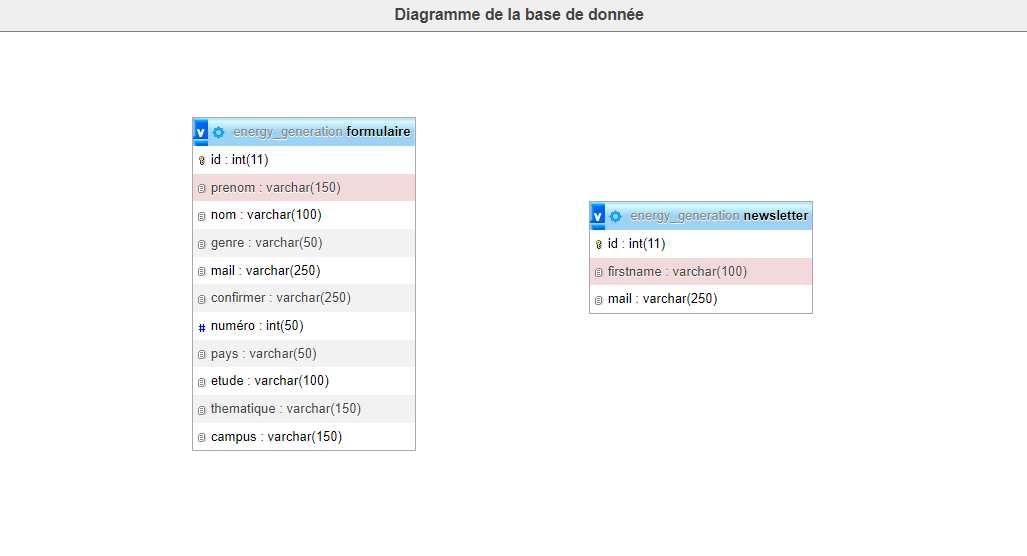 Diagramme de la base de donnée
v energy_generation formulaire
id : int(11)
prenom : varchar(150)
nom : varchar(100)
genre : varchar(50)
mail : varchar(250)
confirmer : varchar(250)
# numéro : int(50)
pays : varchar(50)
etude : varchar(100)
thematique : varchar(150)
campus : varchar(150)
v energy_generation newsletter
id : int(11)
firstname : varchar(100)
mail : varchar(250)